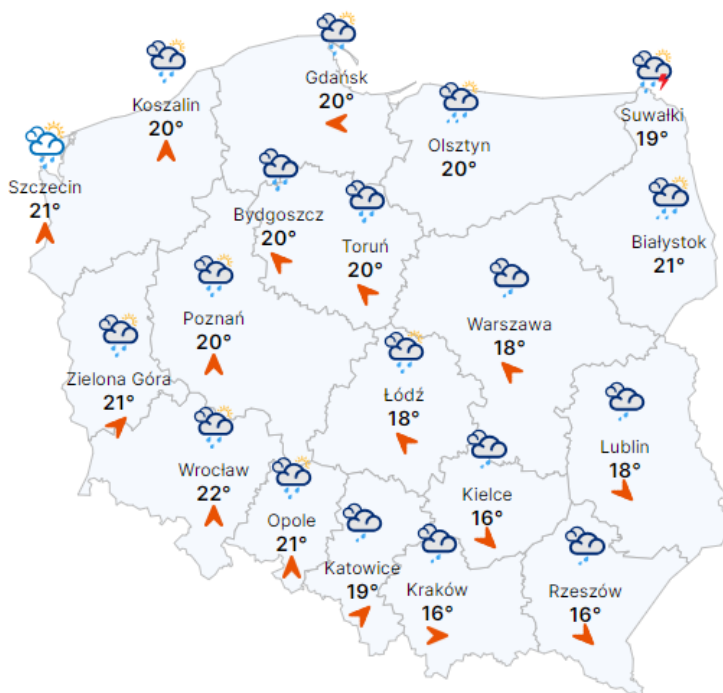 Gdańsk
20°
Koszalin
20°
Suwałki
19°
Olsztyn
20°
Szczecin
21°
Bydgoszcz
20°
Toruń
20°
Białystok
21°
Poznań
20°
Warszawa
18°
Zielona Góra
21°
Łódź
18°
Lublin
18°
Wrocław
22°
Kielce
16°
Opole
21°
Katowice
19°
Kraków
16°
Rzeszów
16°